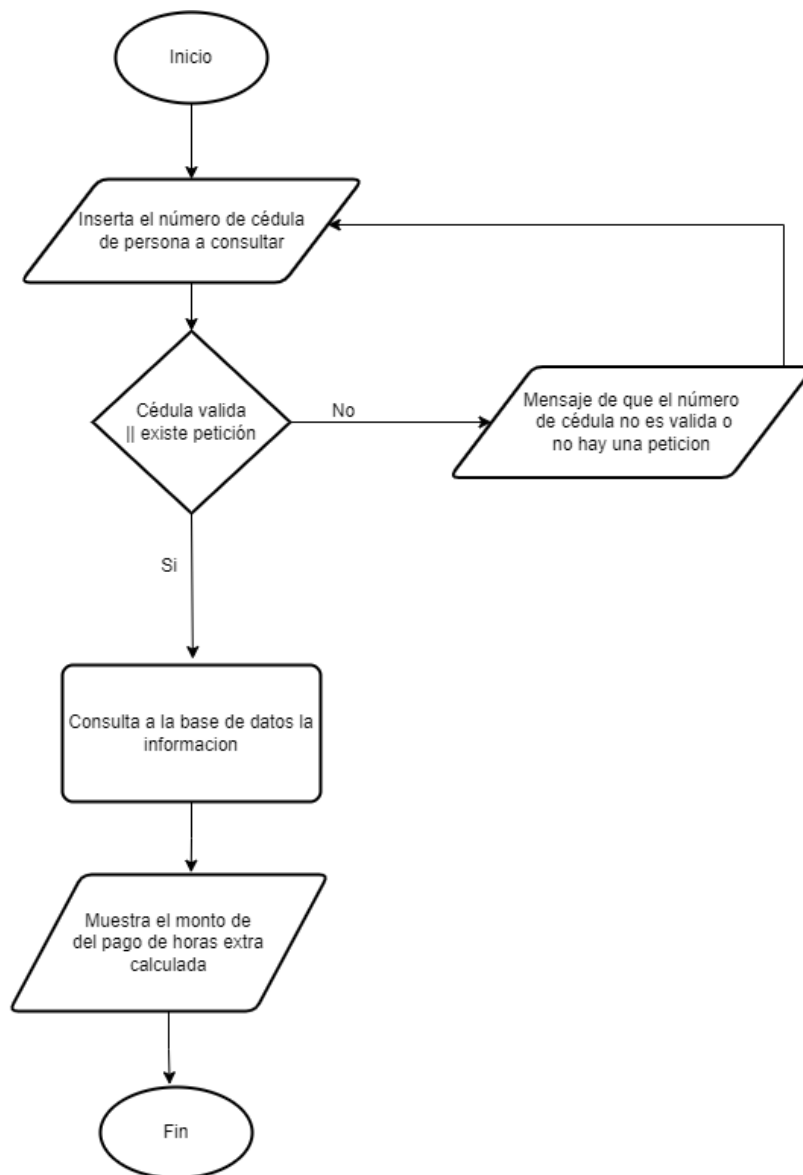 Inicio
Inserta el número de cédula
de persona a consultar
Cédula valida
|| existe petición
No
Mensaje de que el número
de cédula no es valida o
no hay una peticion
Si
Consulta a la base de datos la
informacion
Muestra el monto de
del pago de horas extra
calculada
Fin